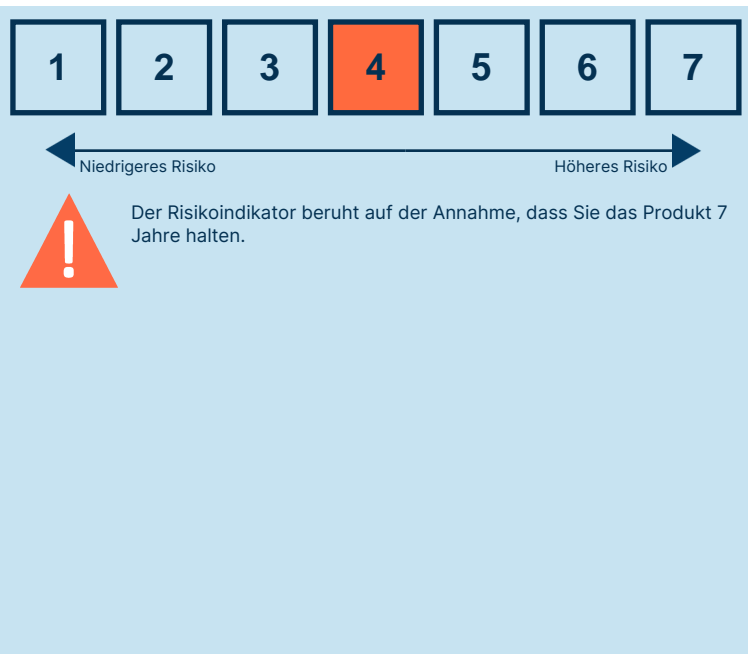 1 2 3 4 5 6 7
Niedrigeres Risiko Höheres Risiko
!
Der Risikoindikator beruht auf der Annahme, dass Sie das Produkt 7
Jahre halten.